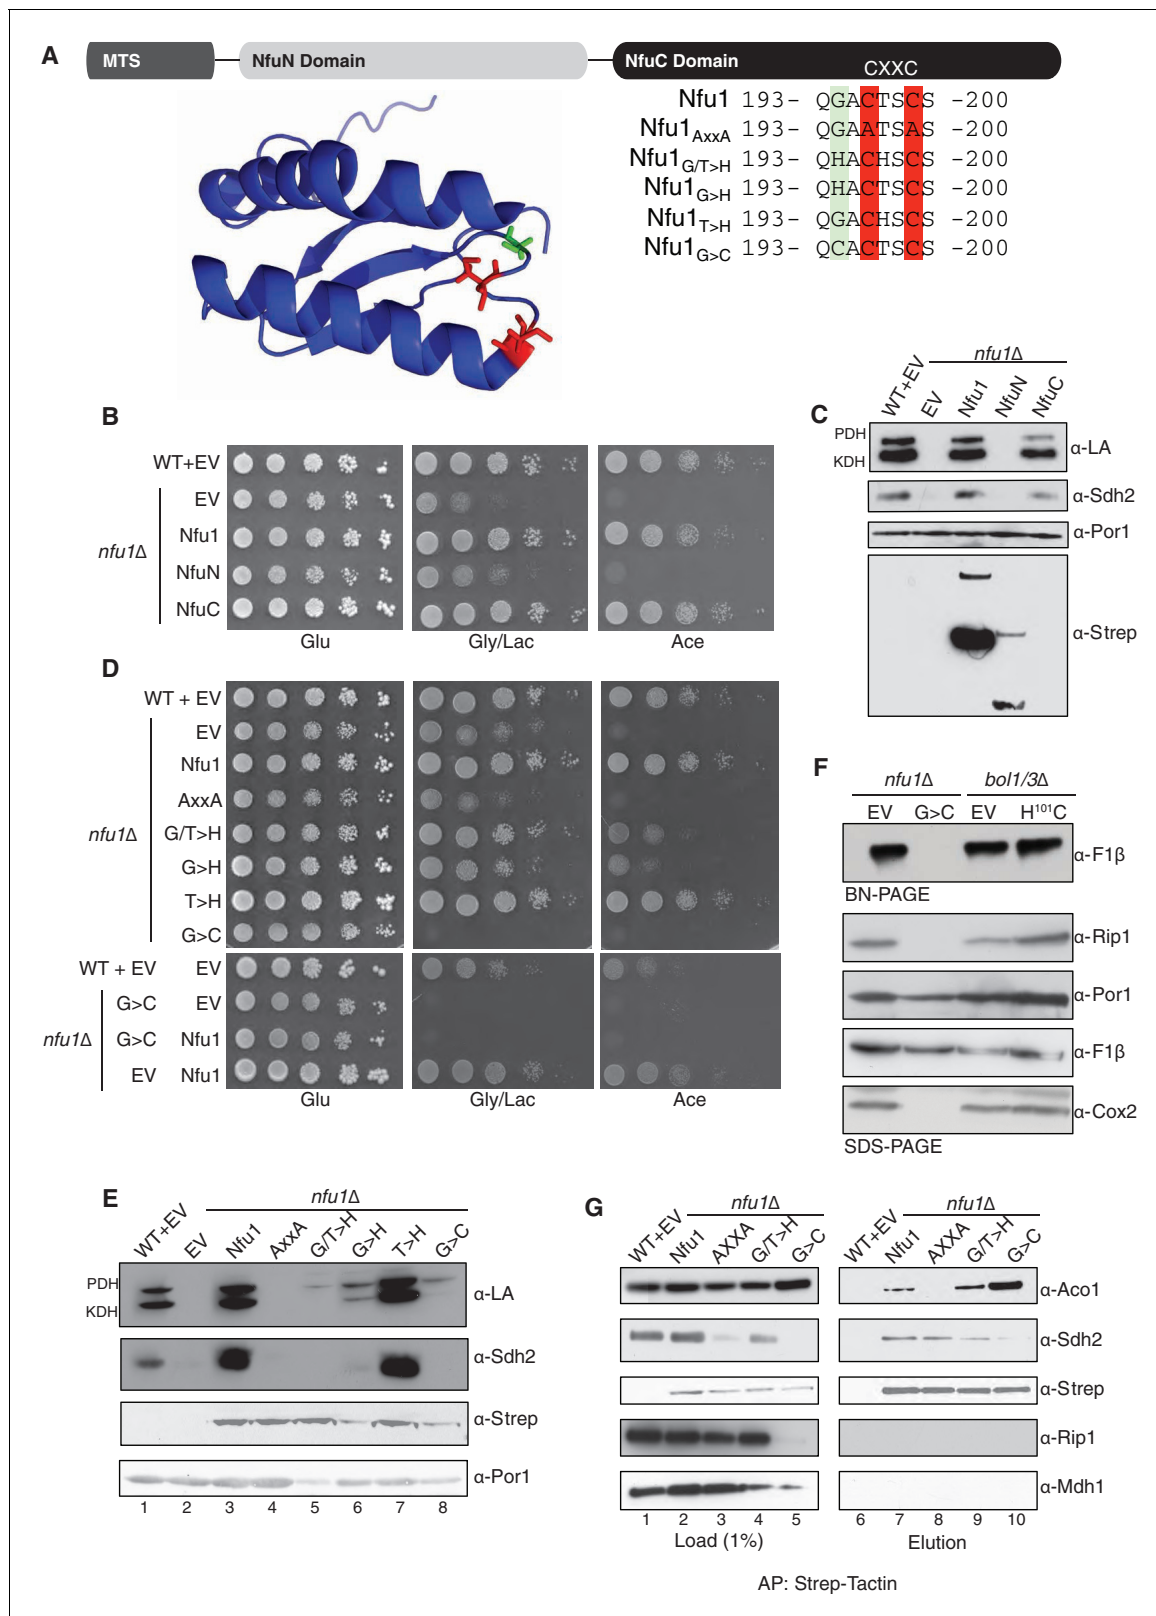 A
MTS
NfuN Domain
NfuC Domain
CXXC
Nfu1 193- QGACTSCS -200
Nfu1AxxA 193- QGAATSAS -200
Nfu1G/T>H 193- QHACHSCS -200
Nfu1G>H 193- QHACTSCS -200
Nfu1T>H 193- QGACHSCS -200
Nfu1G>C 193- QCACTSCS -200
B
WT+EV
nfu1Δ
EV
Nfu1
NfuN
NfuC
Glu Gly/Lac Ace
C
nfu1Δ
WT+EV EV Nfu1 NfuN NfuC
PDH
KDH
α-LA
α-Sdh2
α-Por1
α-Strep
D
WT + EV
nfu1Δ
EV
Nfu1
AxxA
G/T>H
G>H
T>H
G>C
WT + EV EV
nfu1Δ
G>C EV
G>C Nfu1
EV Nfu1
Glu Gly/Lac Ace
F
nfu1Δ bol1/3Δ
EV G>C EV H101C
α-F1β
BN-PAGE
α-Rip1
α-Por1
α-F1β
α-Cox2
SDS-PAGE
E
nfu1Δ
WT+EV EV Nfu1 AxxA G/T>H G>H T>H G>C
PDH
KDH
α-LA
α-Sdh2
α-Strep
α-Por1
1 2 3 4 5 6 7 8
G
nfu1Δ nfu1Δ
WT+EV Nfu1 AXXA G/T>H G>C WT+EV Nfu1 AXXA G/T>H G>C
α-Aco1
α-Sdh2
α-Strep
α-Rip1
α-Mdh1
1 2 3 4 5 6 7 8 9 10
Load (1%) Elution
AP: Strep-Tactin